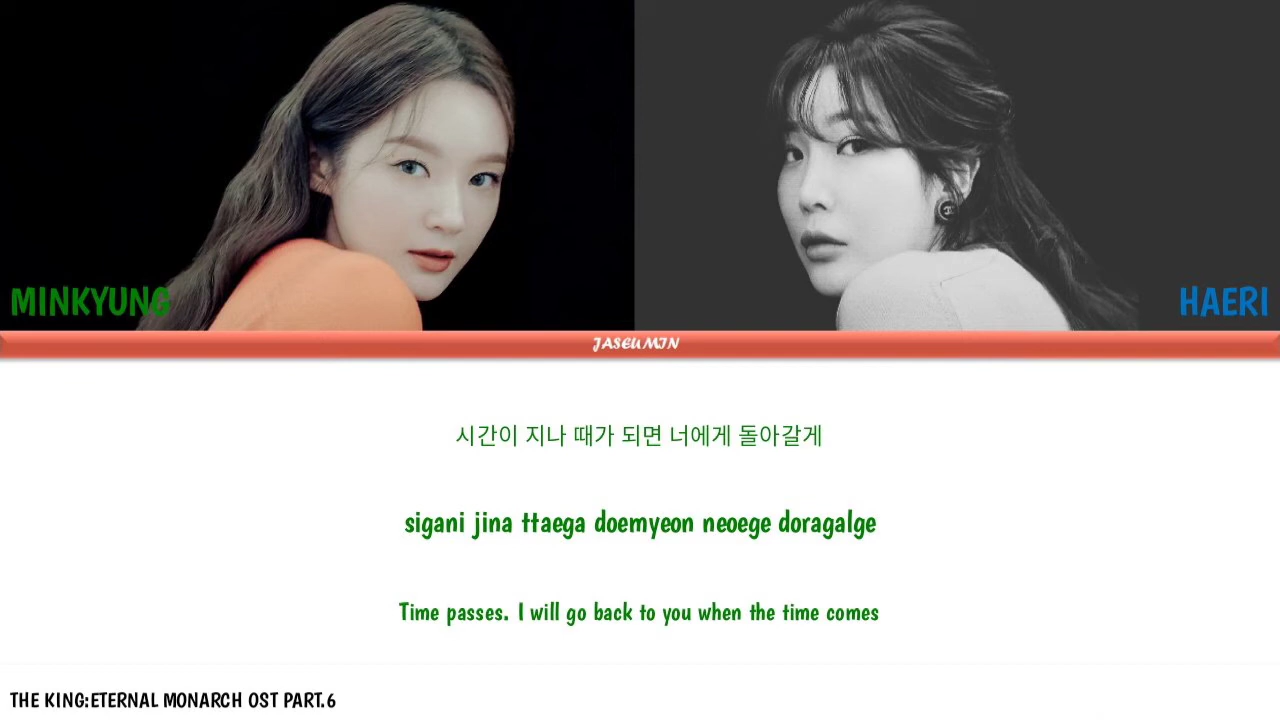 MINKYUNG
HAERI
JASEUMIN
시간이 지나 때가 되면 너에게 돌아갈게
sigani jina ttaega doemyeon neoege doragalge
Time passes. I will go back to you when the time comes
THE KING:ETERNAL MONARCH OST PART.6